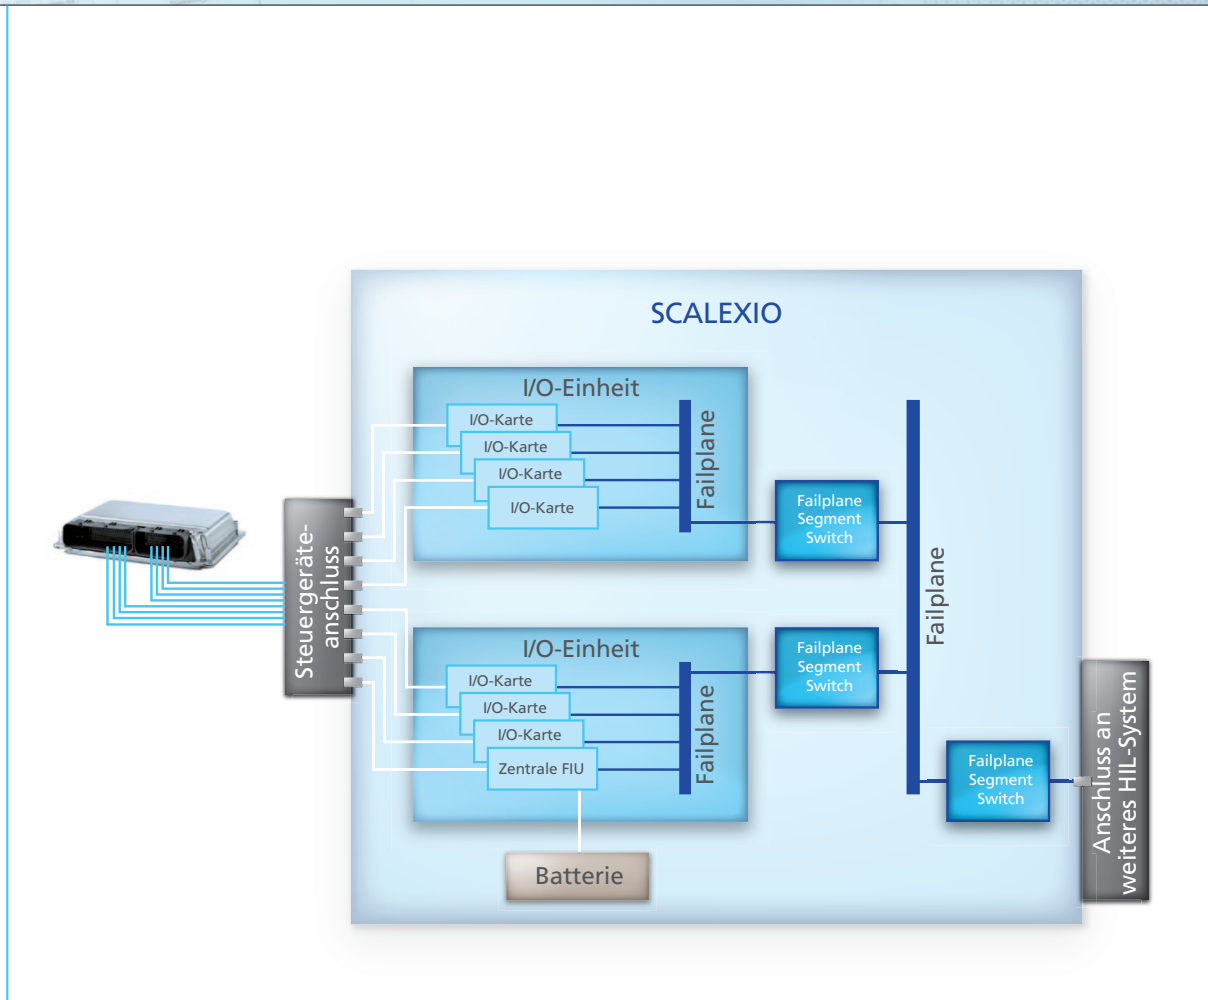 SCALEXIO
I/O-Einheit
I/O-Karte
I/O-Karte
I/O-Karte
I/O-Karte
Failplane
Failplane
Segment
Switch
Steuergeräte-
anschluss
Failplane
I/O-Einheit
I/O-Karte
I/O-Karte
I/O-Karte
Zentrale FIU
Failplane
Failplane
Segment
Switch
Failplane
Segment
Switch
Anschluss an
weiteres HIL-System
Batterie